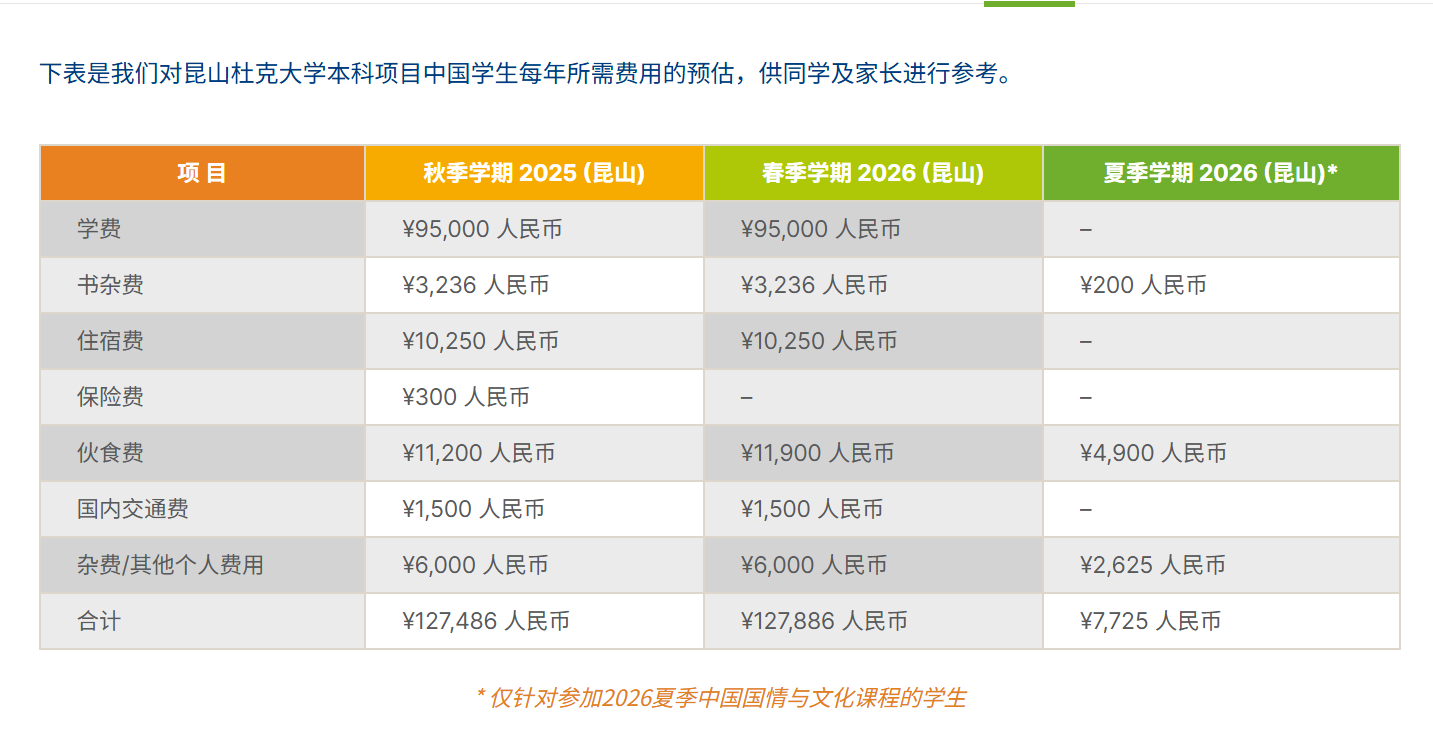 下表是我们对昆山杜克大学本科项目中国学生每年所需费用的预估，供同学及家长进行参考。
项 目 秋季学期 2025 (昆山) 春季学期 2026 (昆山) 夏季学期 2026 (昆山)*
学费 ¥95,000 人民币 ¥95,000 人民币 –
书杂费 ¥3,236 人民币 ¥3,236 人民币 ¥200 人民币
住宿费 ¥10,250 人民币 ¥10,250 人民币 –
保险费 ¥300 人民币 – –
伙食费 ¥11,200 人民币 ¥11,900 人民币 ¥4,900 人民币
国内交通费 ¥1,500 人民币 ¥1,500 人民币 –
杂费/其他个人费用 ¥6,000 人民币 ¥6,000 人民币 ¥2,625 人民币
合计 ¥127,486 人民币 ¥127,886 人民币 ¥7,725 人民币
* 仅针对参加2026夏季中国国情与文化课程的学生